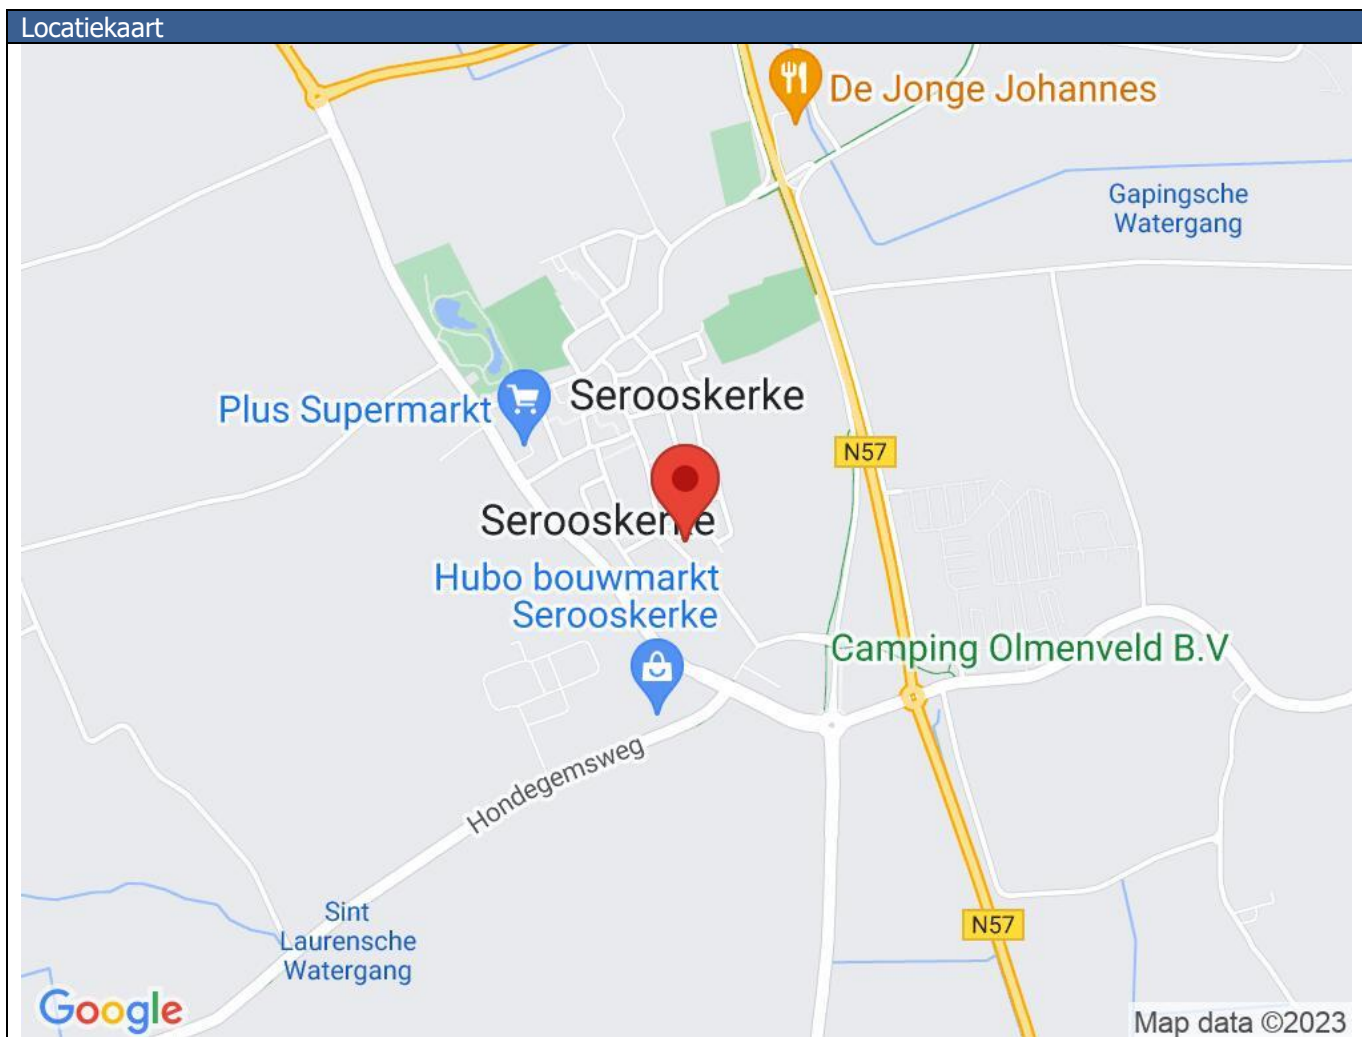 Locatiekaart
De Jonge Johannes
Gapingsche
Watergang
Plus Supermarkt
Serooskerke
N57
Serooskerke
Hubo bouwmarkt
Serooskerke
Camping Olmenveld B.V
Hondegemsweg
Sint
Laurensche
Watergang
N57
Google
Map data ©2023